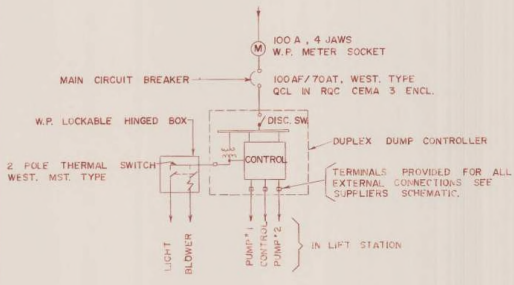 M
100 A , 4 JAWS
W.P. METER SOCKET
MAIN CIRCUIT BREAKER
100AF/70AT, WEST. TYPE
QCL IN RQC CEMA 3 ENCL.
W.P. LOCKABLE HINGED BOX
DISC. SW.
DUPLEX DUMP CONTROLLER
2 POLE THERMAL SWITCH
WEST. MST. TYPE
CONTROL
TERMINALS PROVIDED FOR ALL
EXTERNAL CONNECTIONS SEE
SUPPLIERS SCHEMATIC.
LIGHT
BLOWER
PUMP #1
CONTROL
PUMP #2
IN LIFT STATION